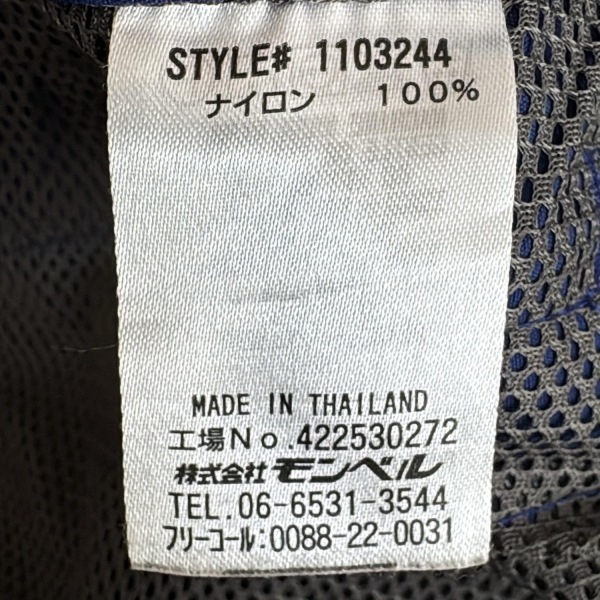 STYLE# 1103244
ナイロン 100%
MADE IN THAILAND
工場No.422530272
株式会社 モンベル
TEL.06-6531-3544
フリーコール:0088-22-0031